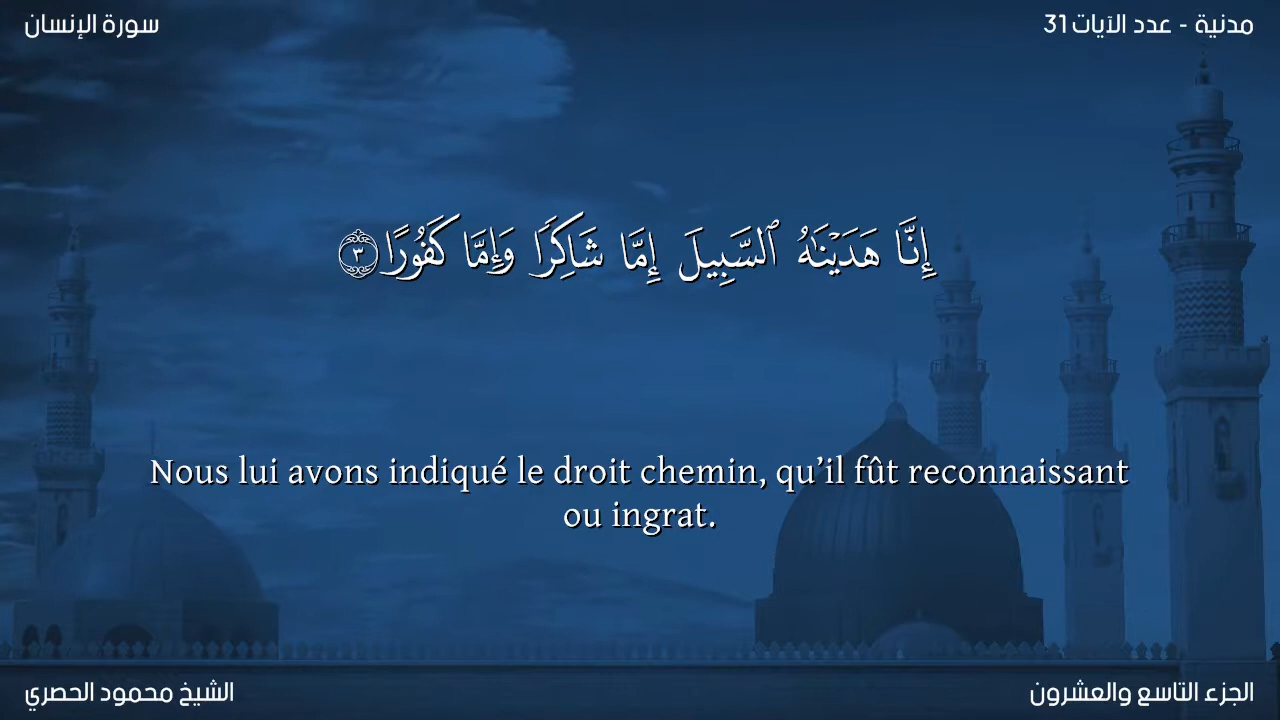 سورة الإنسان
مدنية - عدد الآيات 31
إِنَّا هَدَيْنَٰهُ ٱلسَّبِيلَ إِمَّا شَاكِرًا وَإِمَّا كَفُورًا ٣
Nous lui avons indiqué le droit chemin, qu’il fût reconnaissant
ou ingrat.
الشيخ محمود الحصري
الجزء التاسع والعشرون